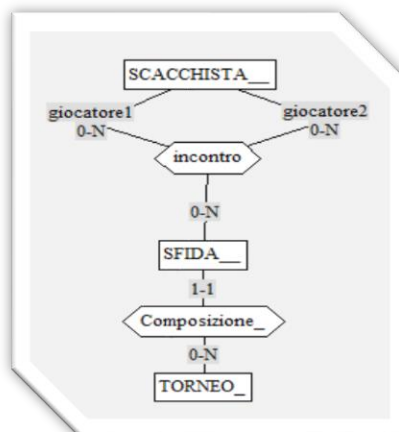 SCACCHISTA__
giocatore1 giocatore2
0-N 0-N
incontro
0-N
SFIDA__
1-1
Composizione_
0-N
TORNEO_